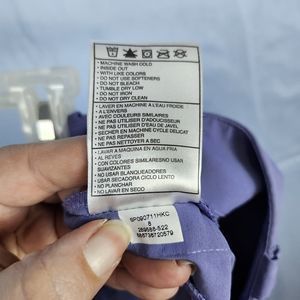 • MACHINE WASH COLD
• INSIDE OUT
• WITH LIKE COLORS
• DO NOT USE SOFTENERS
• DO NOT BLEACH
• TUMBLE DRY LOW
• DO NOT IRON
• DO NOT DRY CLEAN
• LAVER EN MACHINE À L'EAU FROIDE
• A L'ENVERS
• AVEC COULEURS SIMILAIRES
• NE PAS UTILISER D'ADOUCISSEUR
• NE PAS UTILISER D'EAU DE JAVEL
• SECHER EN MACHINE CYCLE DELICAT
• NE PAS REPASSER
• NE PAS NETTOYER A SEC
• LAVAR A MAQUINA EN AGUA FRIA
• AL REVES
• CON COLORES SIMILARES NO USAR
SUAVIZANTES
• NO USAR BLANQUEADORES
• USAR SECADORA CICLO LENTO
• NO PLANCHAR
• NO LAVAR EN SECO
SP090711HKC
8
269588-522